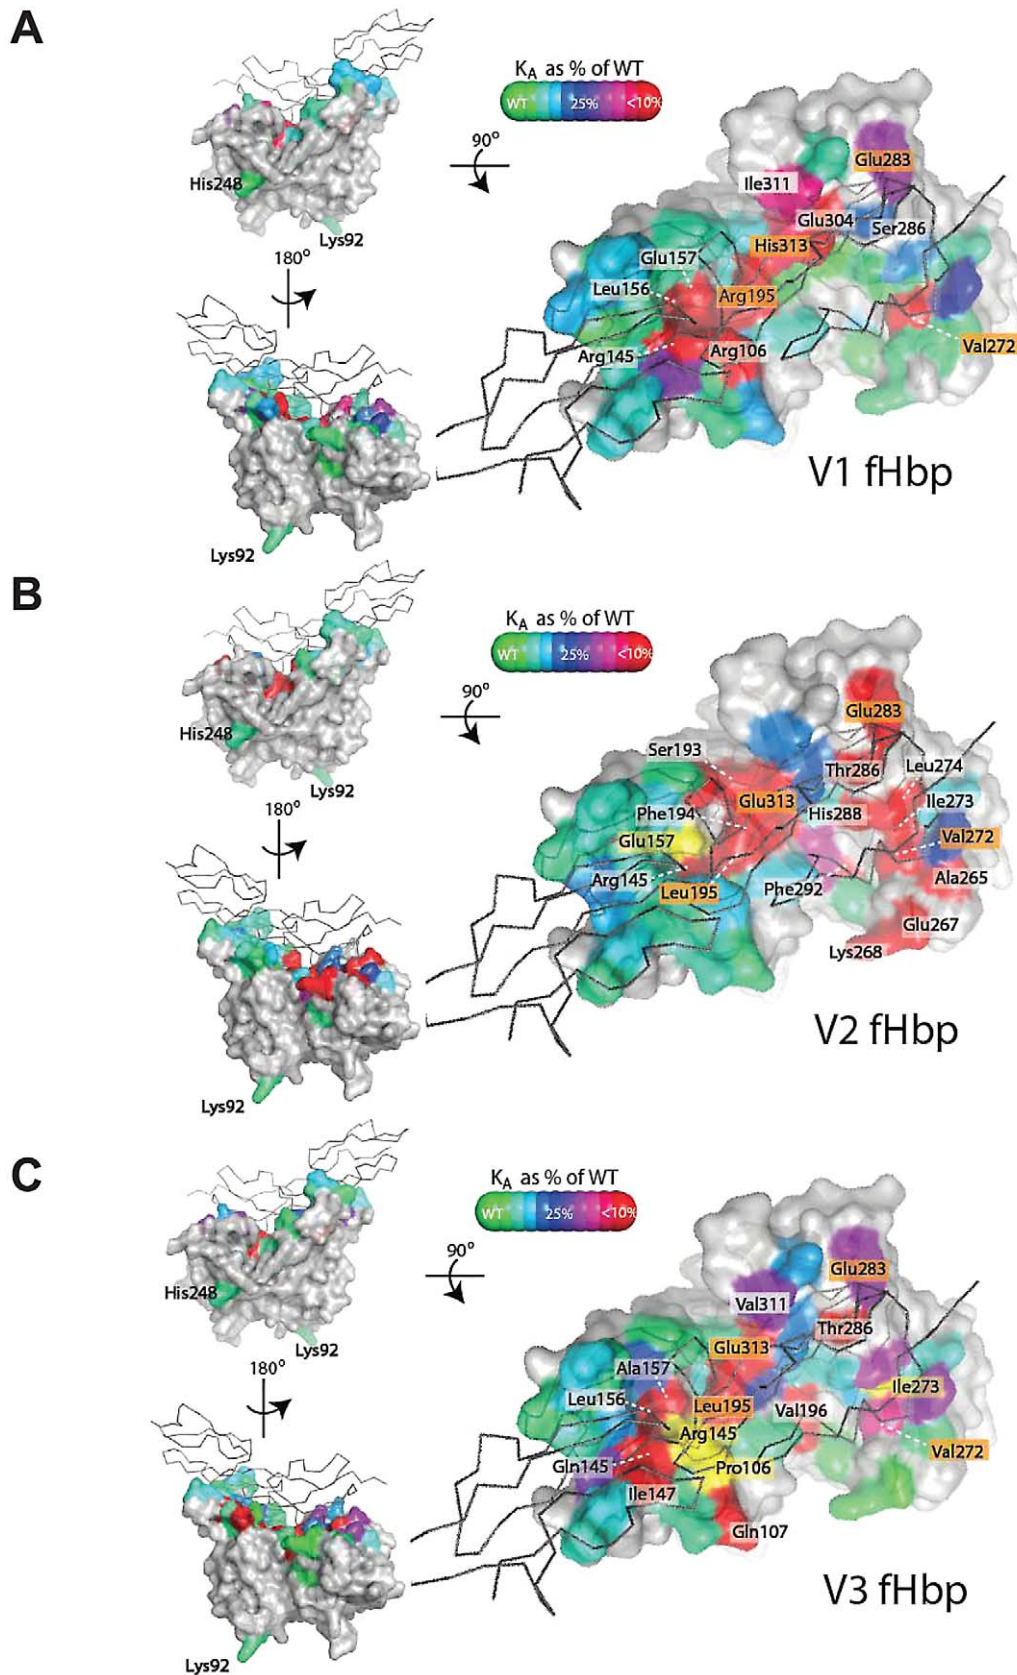 A
K_A as % of WT
WT 25% <10%
90°
Glu283
Ile311
His248
Glu304
Ser286
Lys92
His313
Glu157
180°
Leu156
Arg195
Arg145
Arg106
Val272
V1 fHbp
Lys92
B
K_A as % of WT
WT 25% <10%
90°
Glu283
His248
Ser193
Thr286
Leu274
Lys92
Glu313
Ile273
Phe194
His288
180°
Glu157
Val272
Arg145
Leu195
Phe292
Ala265
Glu267
Lys268
V2 fHbp
Lys92
C
K_A as % of WT
WT 25% <10%
90°
Glu283
His248
Val311
Thr286
Lys92
Glu313
180°
Ala157
Ile273
Leu156
Leu195
Val196
Arg145
Val272
Gln145
Pro106
Ile147
Gln107
V3 fHbp
Lys92